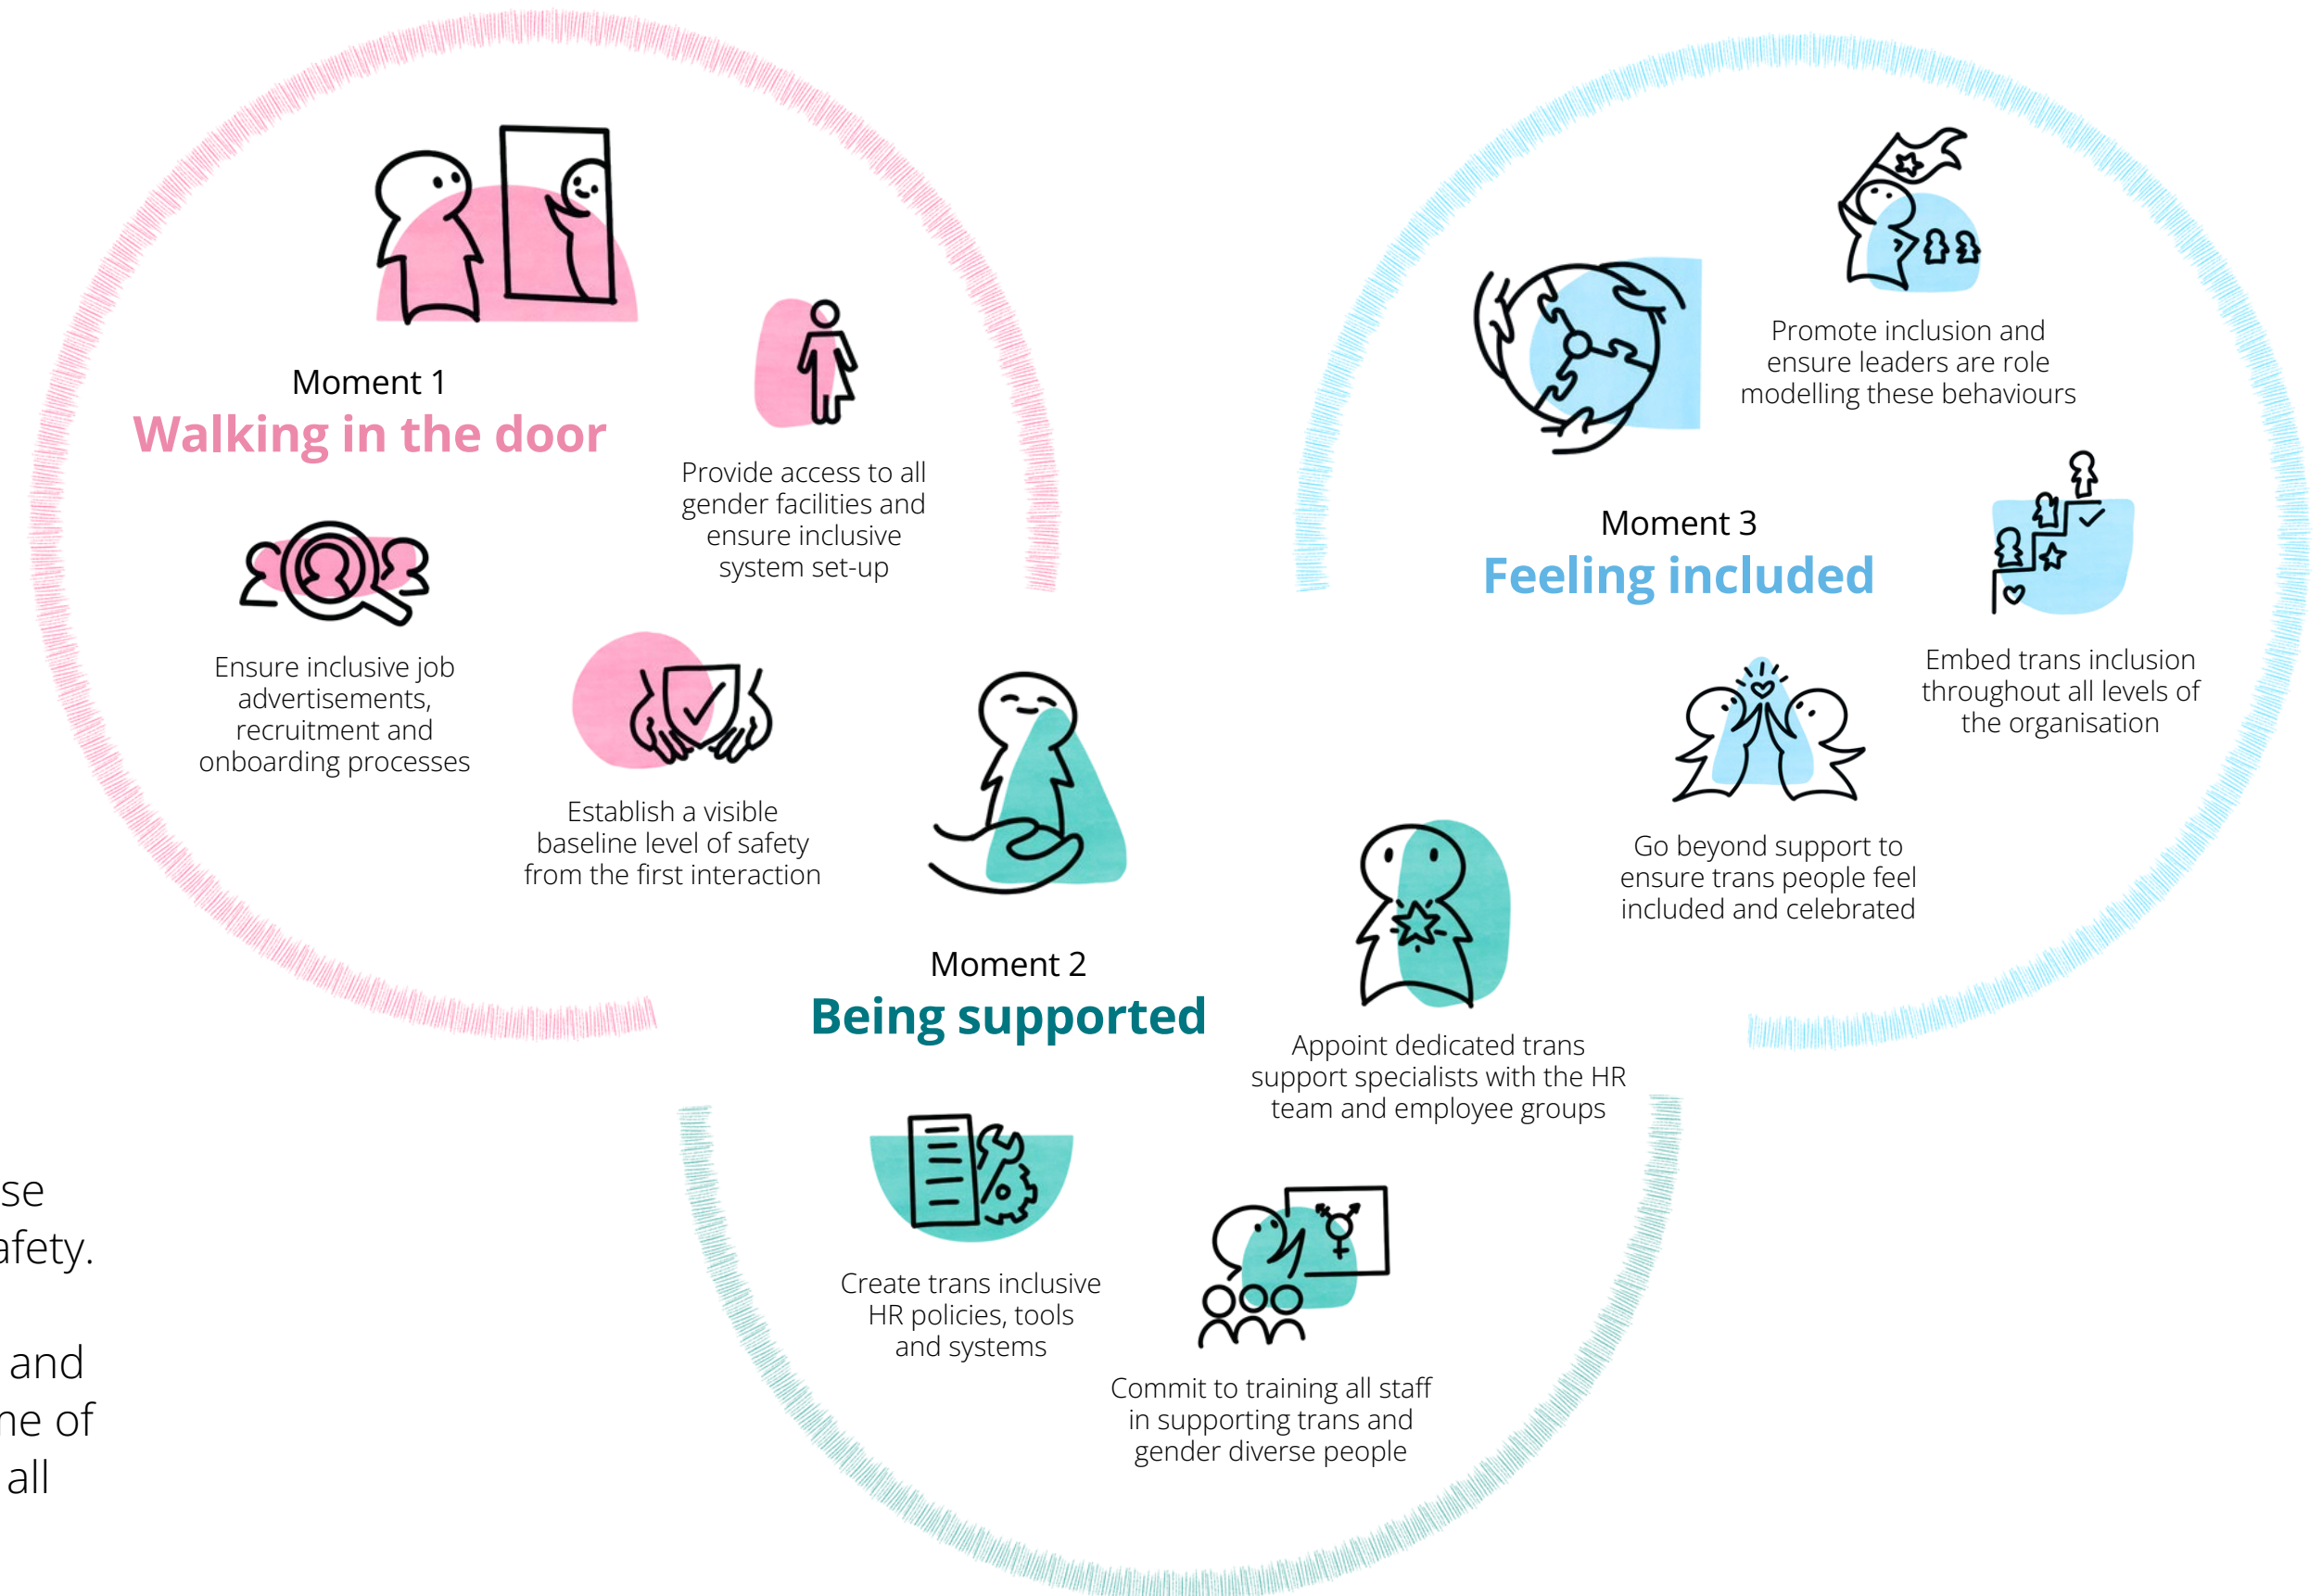 Moment 1
Walking in the door
Provide access to all
gender facilities and
ensure inclusive
system set-up
Ensure inclusive job
advertisements,
recruitment and
onboarding processes
Establish a visible
baseline level of safety
from the first interaction
Moment 2
Being supported
Appoint dedicated trans
support specialists with the HR
team and employee groups
Create trans inclusive
HR policies, tools
and systems
Commit to training all staff
in supporting trans and
gender diverse people
Moment 3
Feeling included
Promote inclusion and
ensure leaders are role
modelling these behaviours
Embed trans inclusion
throughout all levels of
the organisation
Go beyond support to
ensure trans people feel
included and celebrated
and
of
all